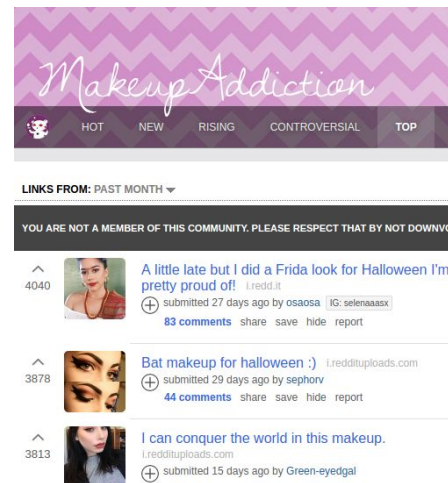 MakeupAddiction
HOT NEW RISING CONTROVERSIAL TOP
LINKS FROM: PAST MONTH
YOU ARE NOT A MEMBER OF THIS COMMUNITY. PLEASE RESPECT THAT BY NOT
4040
A little late but I did a Frida look for Halloween I'm
pretty proud of! i.redd.it
submitted 27 days ago by osaosa IG: selenaaasx
83 comments share save hide report
3878
Bat makeup for halloween :) i.reddituploads.com
submitted 29 days ago by sephorv
44 comments share save hide report
3813
I can conquer the world in this makeup.
i.reddituploads.com
submitted 15 days ago by Green-eyedgal